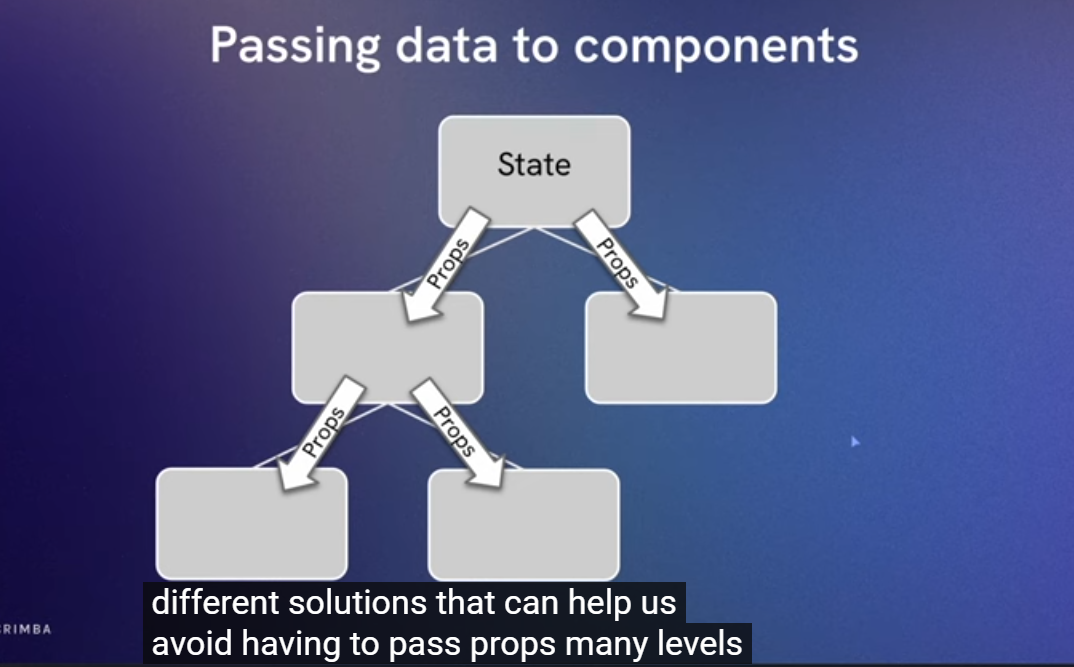 Passing data to components
State
Props
Props
Props
Props
different solutions that can help us
avoid having to pass props many levels
RIMBA